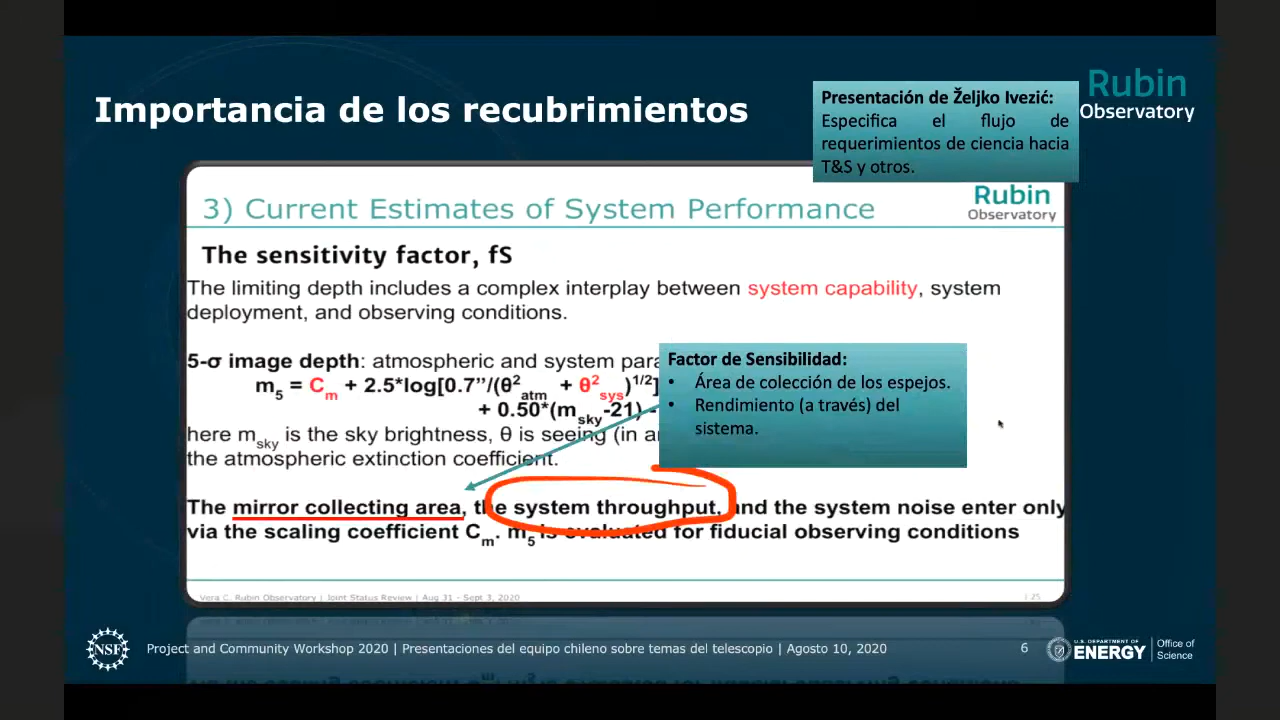 Importancia de los recubrimientos
Rubin
Observatory
Presentación de Željko Ivezić:
Especifica el flujo de
requerimientos de ciencia hacia
T&S y otros.
3) Current Estimates of System Performance
Rubin
Observatory
The sensitivity factor, fS
The limiting depth includes a complex interplay between system capability, system
deployment, and observing conditions.
5-σ image depth: atmospheric and system para
m5 = Cm + 2.5*log[0.7”/(θ²atm + θ²sys)1/2]
+ 0.50*(msky-21) -
here msky is the sky brightness, θ is seeing (in ar
the atmospheric extinction coefficient.
Factor de Sensibilidad:
• Área de colección de los espejos.
• Rendimiento (a través) del
sistema.
The mirror collecting area, the system throughput, and the system noise enter only
via the scaling coefficient Cm. m5 is evaluated for fiducial observing conditions
Vera C. Rubin Observatory | Joint Status Review | Aug 31 - Sept 3, 2020
NSF
Project and Community Workshop 2020 | Presentaciones del equipo chileno sobre temas del telescopio | Agosto 10, 2020
6
U.S. DEPARTMENT OF
ENERGY
Office of
Science